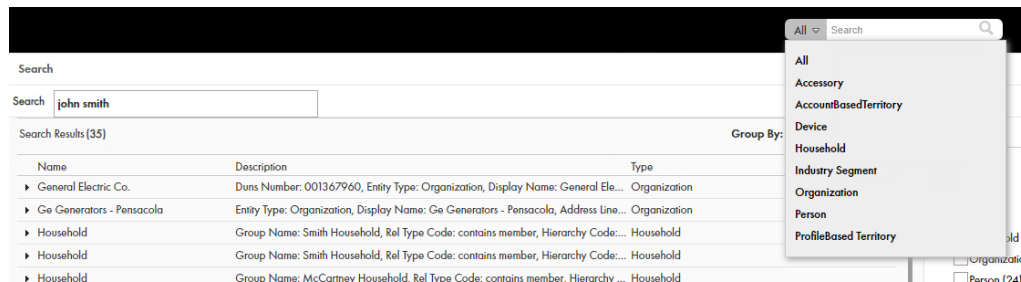 All Search
All
Accessory
AccountBasedTerritory
Device
Household
Industry Segment
Organization
Person
ProfileBased Territory
Search
Search john smith
Search Results (35) Group By:
Name Description Type
General Electric Co. Duns Number: 001367960, Entity Type: Organization, Display Name: General Ele... Organization
Ge Generators - Pensacola Entity Type: Organization, Display Name: Ge Generators - Pensacola, Address Line... Organization
Household Group Name: Smith Household, Rel Type Code: contains member, Hierarchy Code:... Household
Household Group Name: Smith Household, Rel Type Code: contains member, Hierarchy Code:... Household
Household Group Name: McCartney Household, Rel Type Code: contains member, Hierarchy ... Household
Person (24)